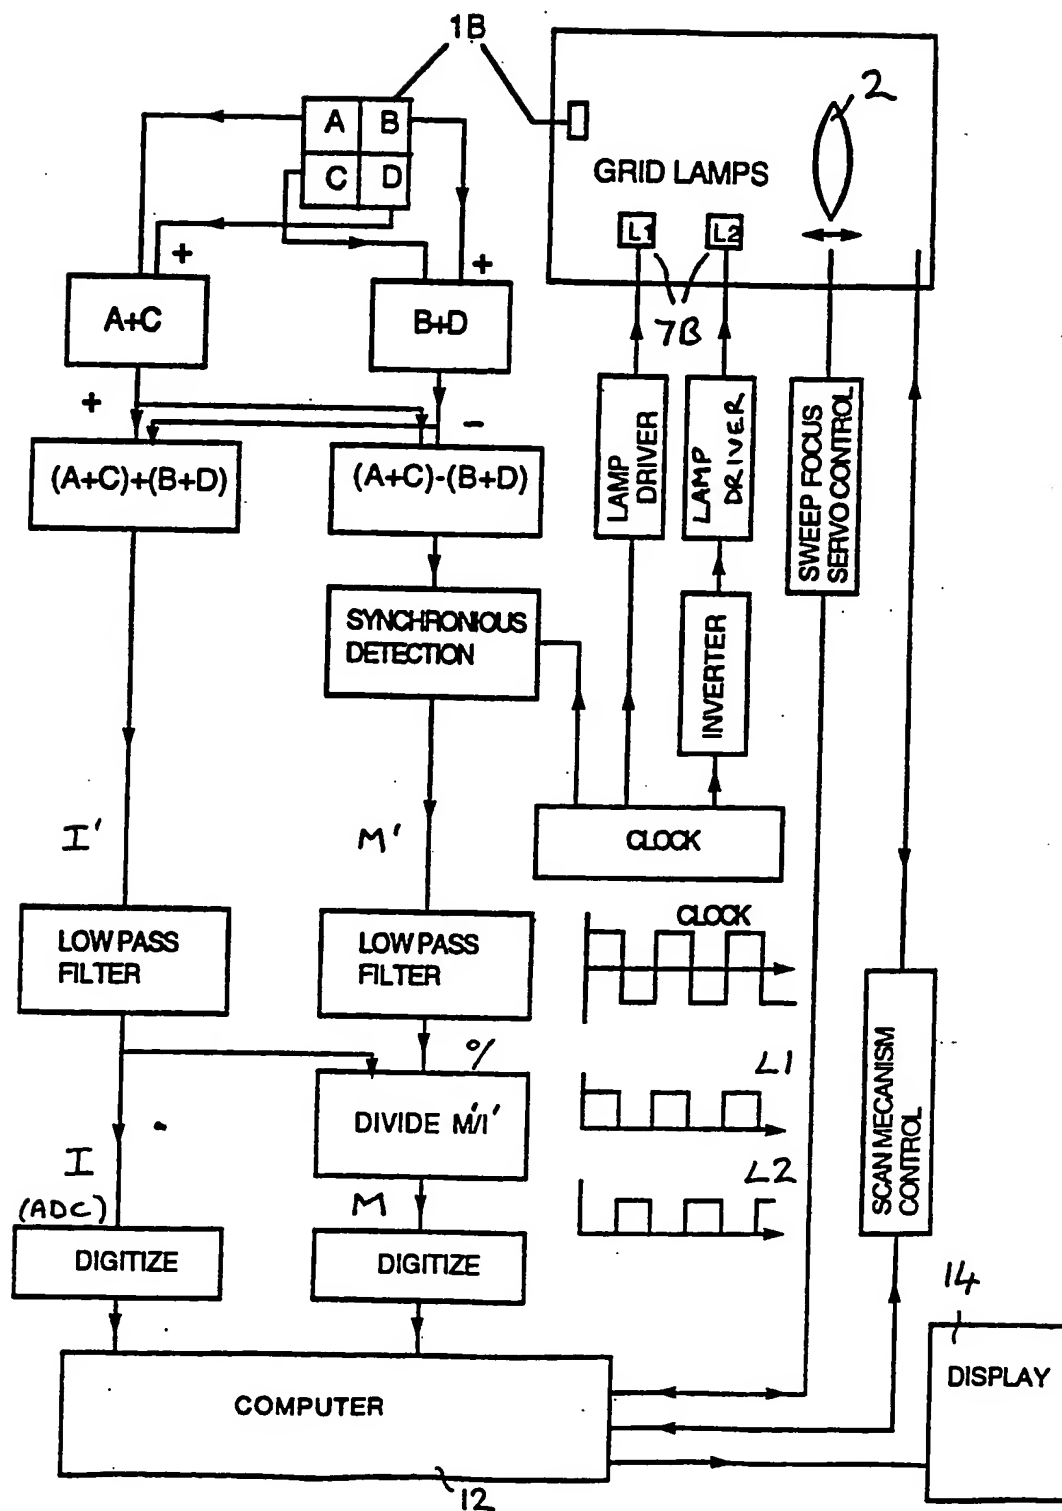 1B
A B
C D
2
GRID LAMPS
L1 L2
7B
+
+
A+C
B+D
+
-
(A+C)+(B+D)
(A+C)-(B+D)
LAMP
DRIVER
LAMP
DRIVER
SWEEP FOCUS
SERVO CONTROL
SYNCHRONIOUS
DETECTION
INVERTER
CLOCK
I'
M'
LOW PASS
FILTER
LOW PASS
FILTER
CLOCK
%
DIVIDE M'/I'
L1
L2
SCAN MECANISM
CONTROL
I
(ADC)
M
DIGITIZE
DIGITIZE
14
DISPLAY
COMPUTER
12